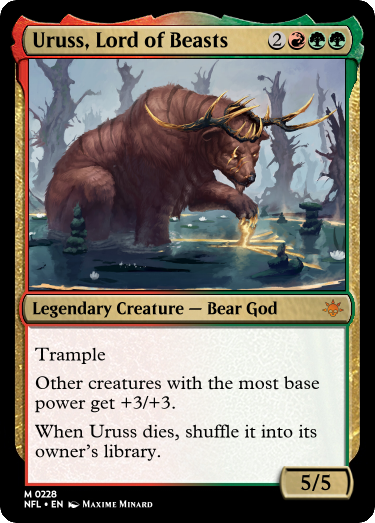 Uruss, Lord of Beasts 2
Legendary Creature — Bear God
Trample
Other creatures with the most base
power get +3/+3.
When Uruss dies, shuffle it into its
owner's library.
5/5
M 0228
NFL • EN Maxime Minard